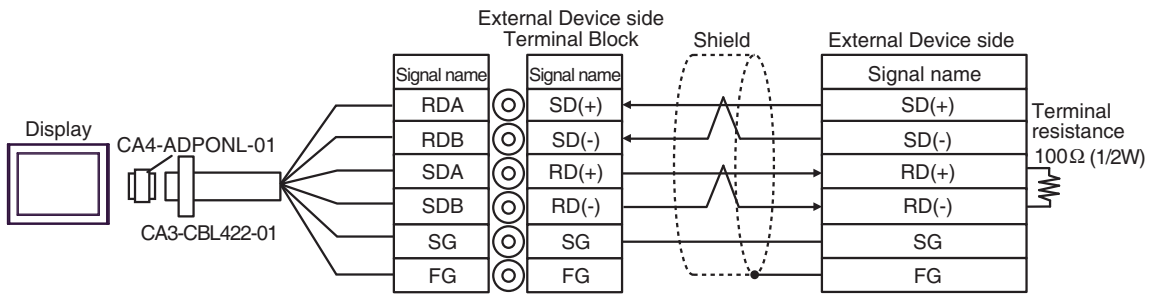 External Device side
Terminal Block
Shield
External Device side
Signal name
Signal name
Signal name
RDA
SD(+)
SD(+)
RDB
SD(-)
SD(-)
SDA
RD(+)
RD(+)
SDB
RD(-)
RD(-)
SG
SG
SG
FG
FG
FG
Display
CA4-ADPONL-01
CA3-CBL422-01
Terminal
resistance
100Ω (1/2W)